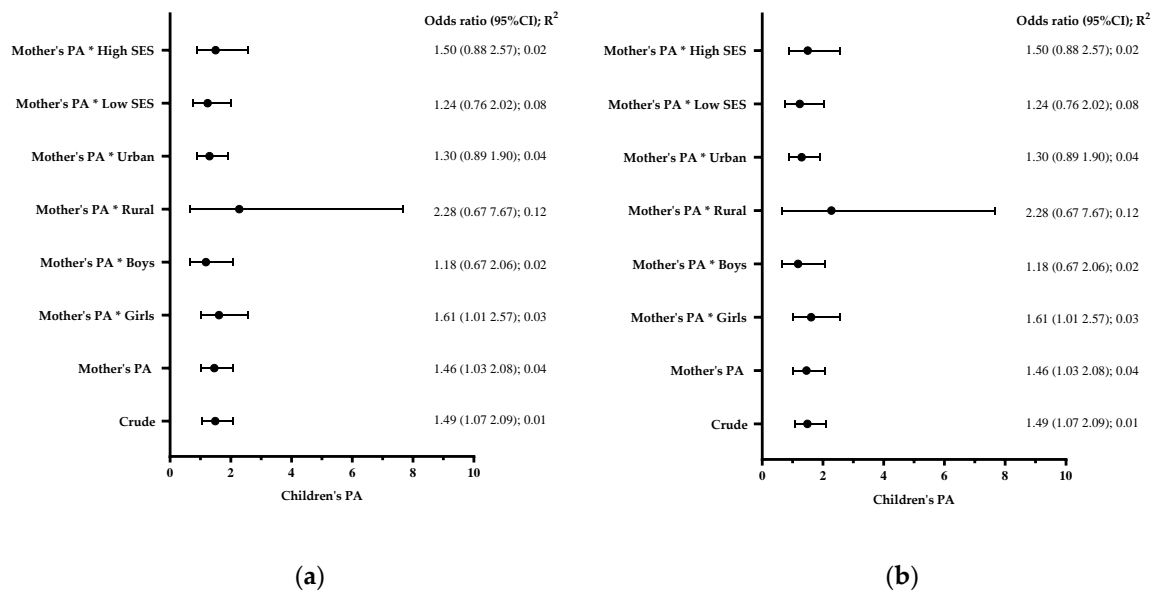 Odds ratio (95%CI); R²
Mother's PA * High SES 1.50 (0.88 2.57); 0.02
Mother's PA * Low SES 1.24 (0.76 2.02); 0.08
Mother's PA * Urban 1.30 (0.89 1.90); 0.04
Mother's PA * Rural 2.28 (0.67 7.67); 0.12
Mother's PA * Boys 1.18 (0.67 2.06); 0.02
Mother's PA * Girls 1.61 (1.01 2.57); 0.03
Mother's PA 1.46 (1.03 2.08); 0.04
Crude 1.49 (1.07 2.09); 0.01
0 2 4 6 8 10
Children's PA
(a)
Odds ratio (95%CI); R²
Mother's PA * High SES 1.50 (0.88 2.57); 0.02
Mother's PA * Low SES 1.24 (0.76 2.02); 0.08
Mother's PA * Urban 1.30 (0.89 1.90); 0.04
Mother's PA * Rural 2.28 (0.67 7.67); 0.12
Mother's PA * Boys 1.18 (0.67 2.06); 0.02
Mother's PA * Girls 1.61 (1.01 2.57); 0.03
Mother's PA 1.46 (1.03 2.08); 0.04
Crude 1.49 (1.07 2.09); 0.01
0 2 4 6 8 10
Children's PA
(b)